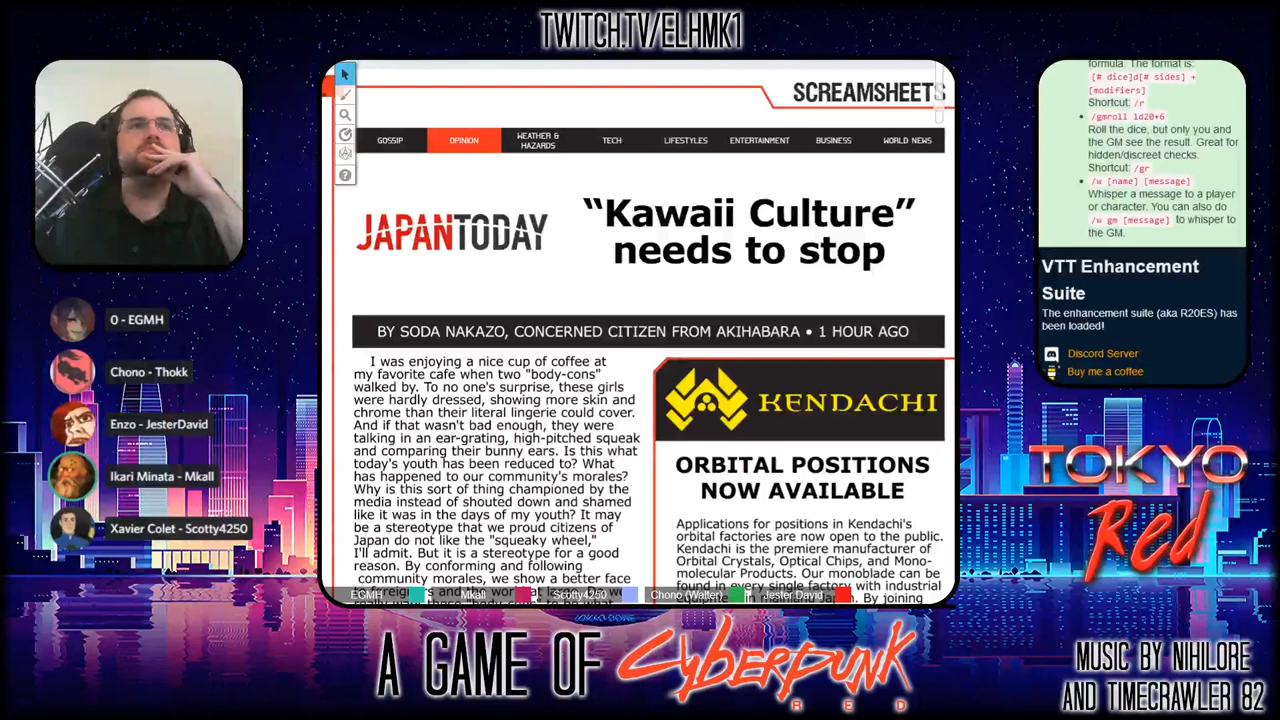 TWITCH.TV/ELHMK1
SCREAMSHEETS
GOSSIP
OPINION
WEATHER &
HAZARDS
TECH
LIFESTYLES
ENTERTAINMENT
BUSINESS
WORLD NEWS
JAPANTODAY
“Kawaii Culture”
needs to stop
BY SODA NAKAZO, CONCERNED CITIZEN FROM AKIHABARA • 1 HOUR AGO
I was enjoying a nice cup of coffee at
my favorite cafe when two "body-cons"
walked by. To no one's surprise, these girls
were hardly dressed, showing more skin and
chrome than their literal lingerie could cover.
And if that wasn't bad enough, they were
talking in an ear-grating, high-pitched squeak
and comparing their bunny ears. Is this what
today's youth has been reduced to? What
has happened to our community's morales?
Why is this sort of thing championed by the
media instead of shouted down and shamed
like it was in the days of my youth? It may
be a stereotype that we proud citizens of
Japan do not like the "squeaky wheel,"
I'll admit. But it is a stereotype for a good
reason. By conforming and following
community morales, we show a better face
KENDACHI
ORBITAL POSITIONS
NOW AVAILABLE
Applications for positions in Kendachi's
orbital factories are now open to the public.
Kendachi is the premiere manufacturer of
Orbital Crystals, Optical Chips, and Mono-
molecular Products. Our monoblade can be
found in every single factory with industrial
By joining
EGMH
Mkall
Scotty4250
Chono (Walter)
Jester David
0 - EGMH
Chono - Thokk
Enzo - JesterDavid
Ikari Minata - Mkall
Xavier Colet - Scotty4250
formula. The format is:
[# dice]d[# sides] +
[modifiers]
Shortcut: /r
/gmroll 1d20+6
Roll the dice, but only you and
the GM see the result. Great for
hidden/discreet checks.
Shortcut: /gr
/w [name] [message]
Whisper a message to a player
or character. You can also do
/w gm [message] to whisper to
the GM.
VTT Enhancement
Suite
The enhancement suite (aka R20ES) has
been loaded!
Discord Server
Buy me a coffee
TOKYO
Red
A GAME OF
Cyberpunk
RED
MUSIC BY NIHILORE
AND TIMECRAWLER 82